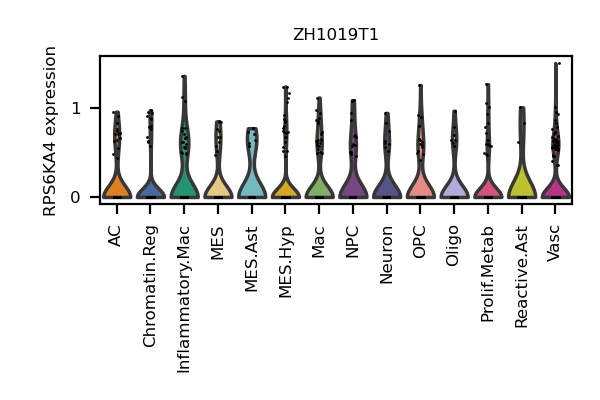 ZH1019T1
RPS6KA4 expression
1
0
AC
Chromatin.Reg
Inflammatory.Mac
MES
MES.Ast
MES.Hyp
Mac
NPC
Neuron
OPC
Oligo
Prolif.Metab
Reactive.Ast
Vasc